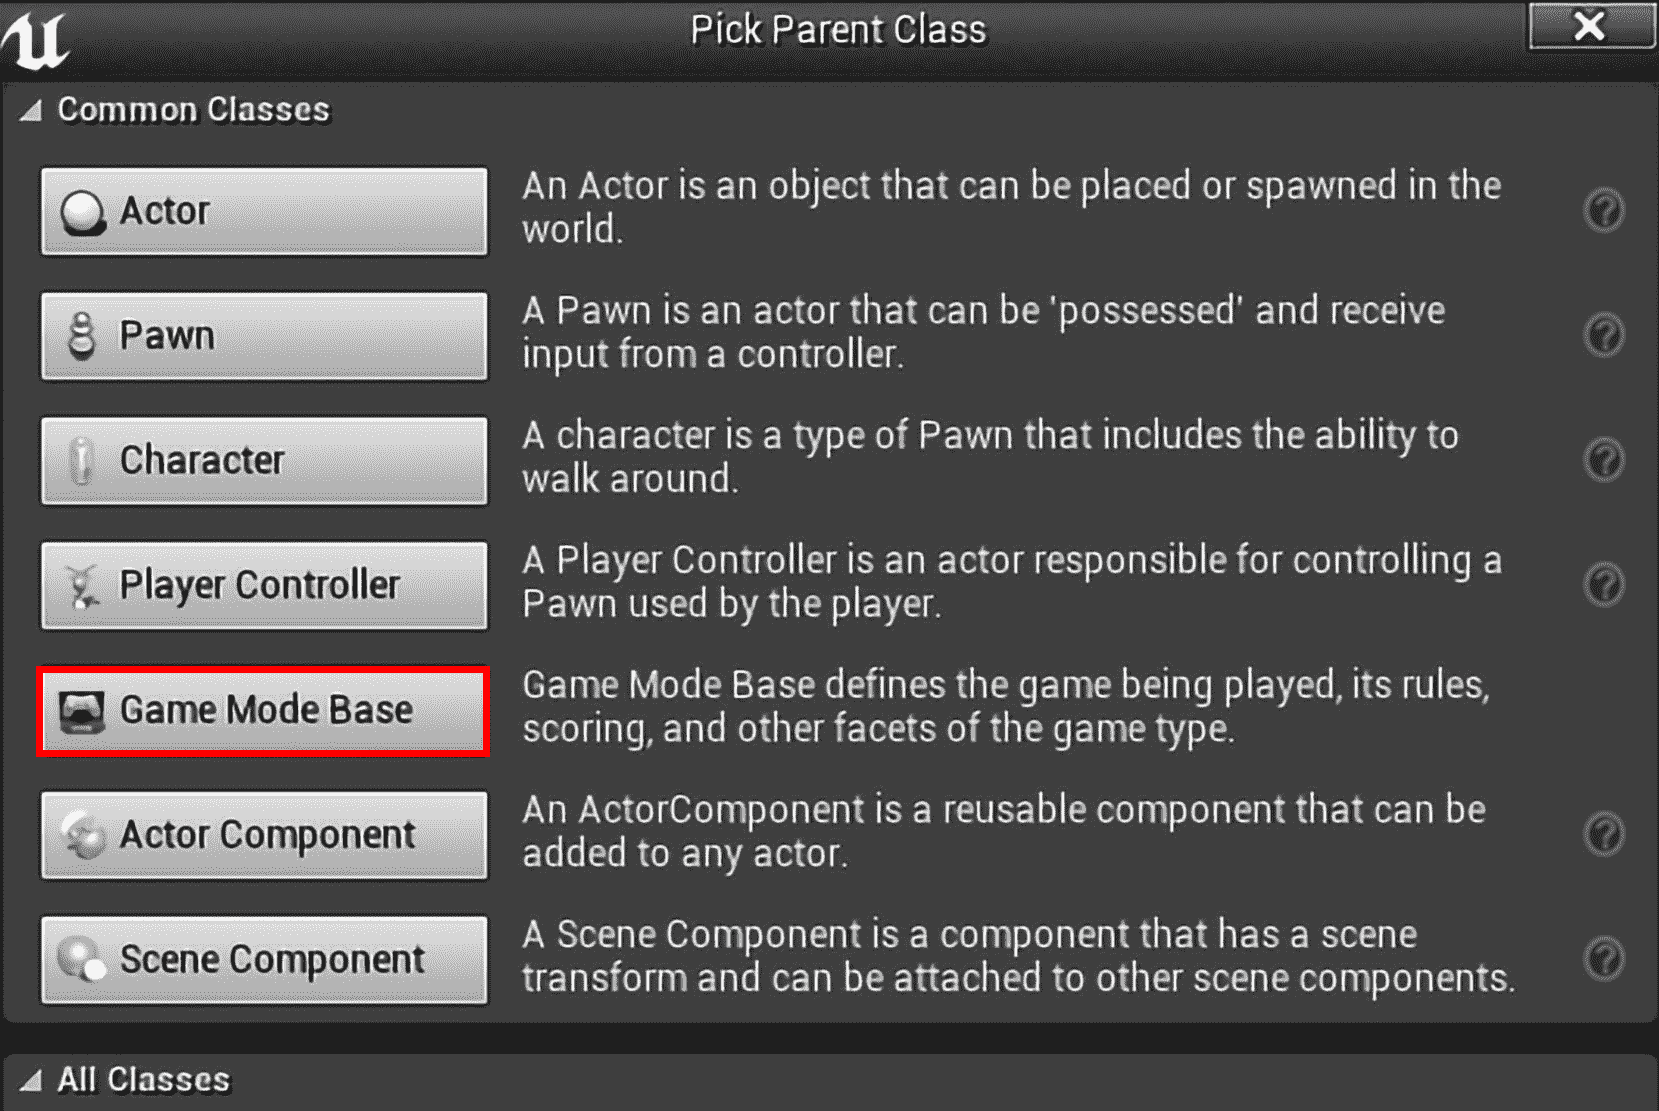 Pick Parent Class
Common Classes
Actor
An Actor is an object that can be placed or spawned in the
world.
Pawn
A Pawn is an actor that can be 'possessed' and receive
input from a controller.
Character
A character is a type of Pawn that includes the ability to
walk around.
Player Controller
A Player Controller is an actor responsible for controlling a
Pawn used by the player.
Game Mode Base
Game Mode Base defines the game being played, its rules,
scoring, and other facets of the game type.
Actor Component
An ActorComponent is a reusable component that can be
added to any actor.
Scene Component
A Scene Component is a component that has a scene
transform and can be attached to other scene components.
All Classes